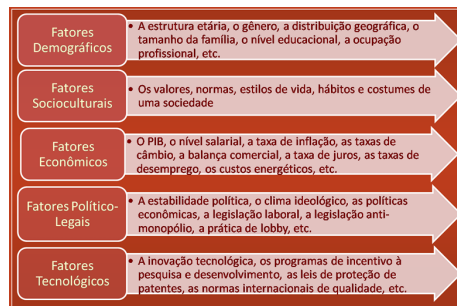 Fatores
Demográficos
• A estrutura etária, o gênero, a distribuição geográfica, o
tamanho da família, o nível educacional, a ocupação
profissional, etc.
Fatores
Socioculturais
• Os valores, normas, estilos de vida, hábitos e costumes de
uma sociedade
Fatores
Econômicos
• O PIB, o nível salarial, a taxa de inflação, as taxas de
câmbio, a balança comercial, a taxa de juros, as taxas de
desemprego, os custos energéticos, etc.
Fatores Político-
Legais
• A estabilidade política, o clima ideológico, as políticas
econômicas, a legislação laboral, a legislação anti-
monopólio, a prática de lobby, etc.
Fatores
Tecnológicos
• A inovação tecnológica, os programas de incentivo à
pesquisa e desenvolvimento, as leis de proteção de
patentes, as normas internacionais de qualidade, etc.